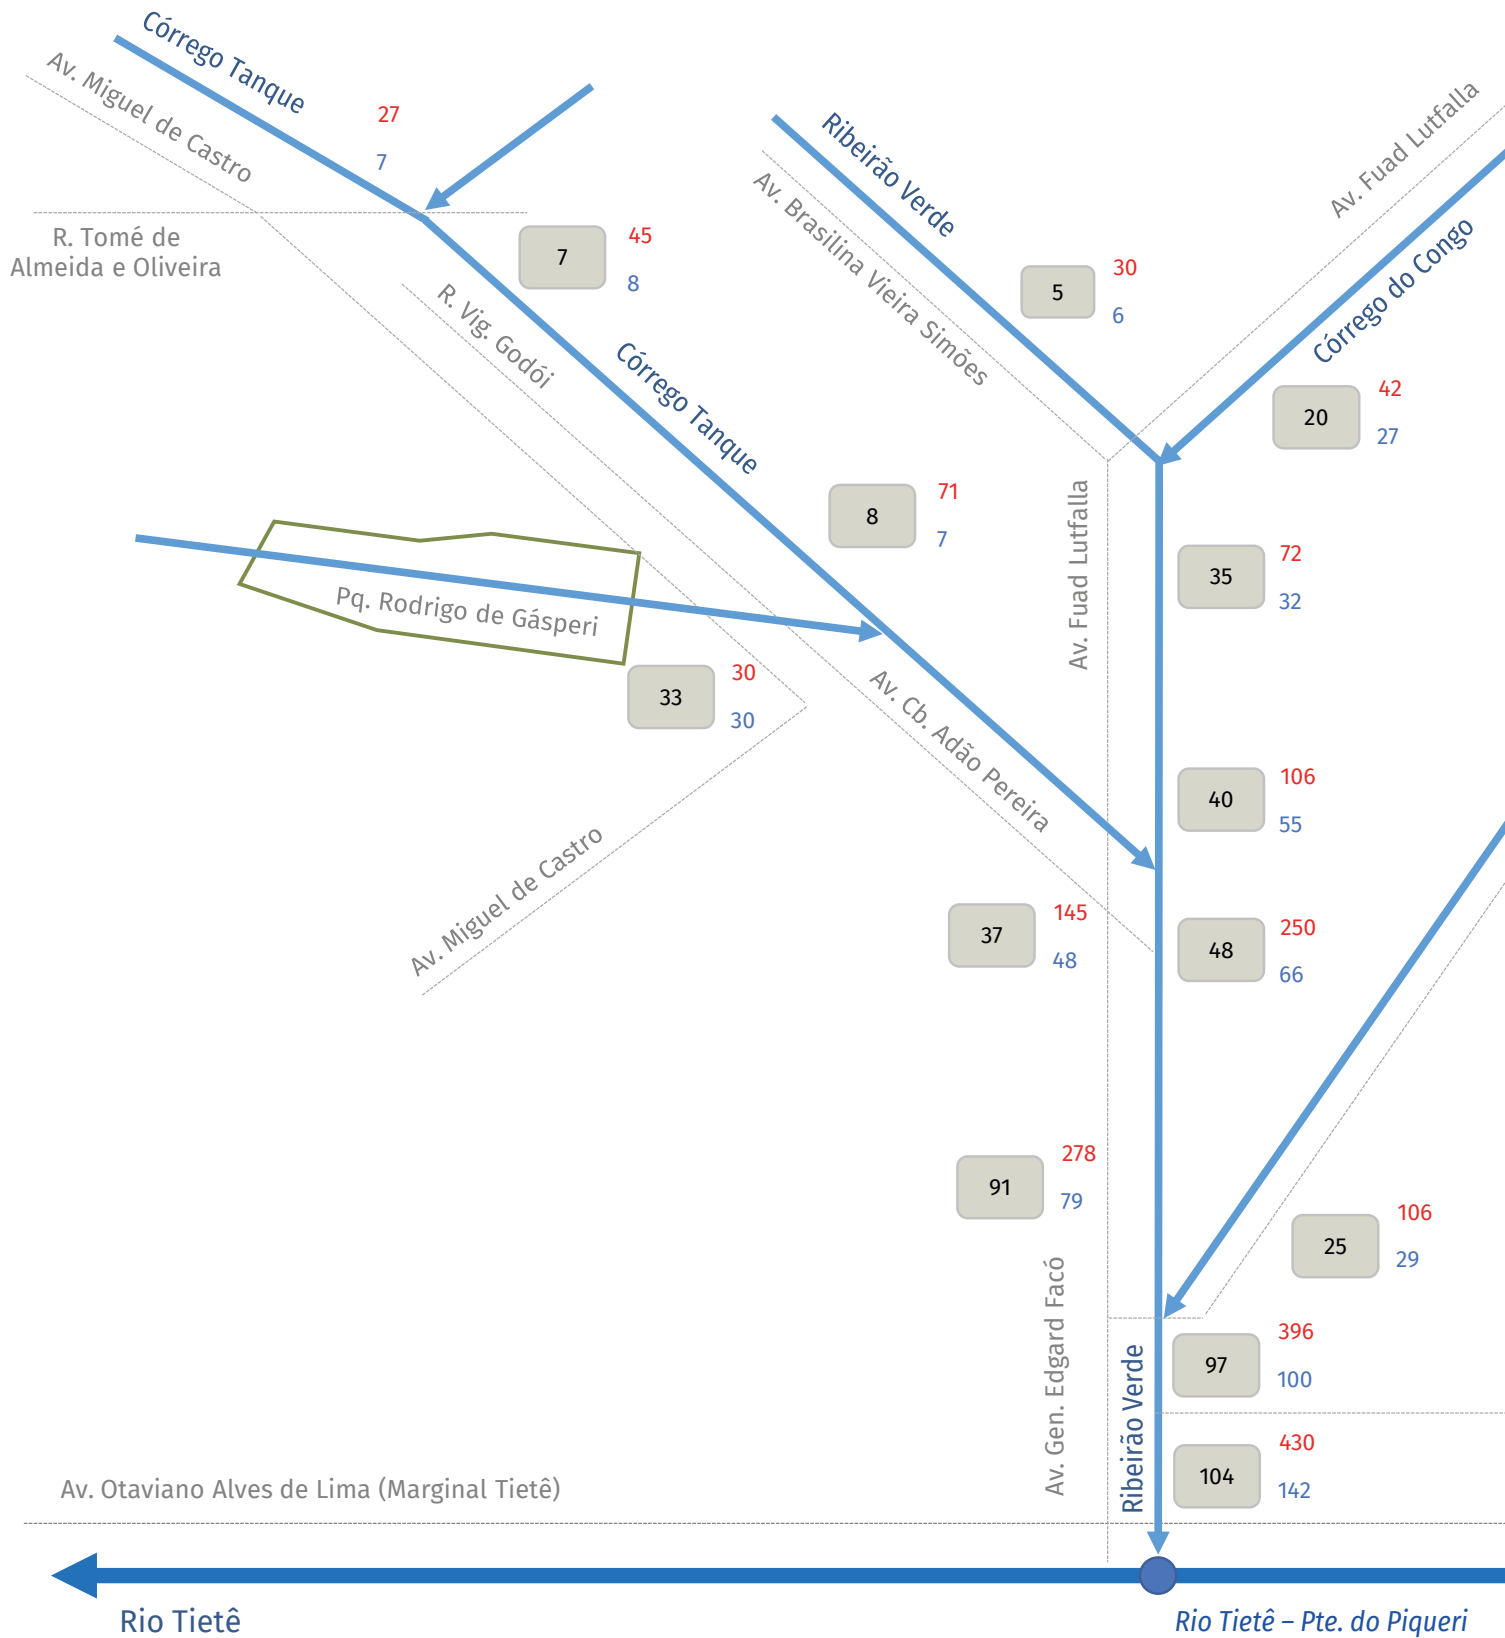 Córrego Tanque
Av. Miguel de Castro
27
7
R. Tomé de
Almeida e Oliveira
7
45
8
R. Vig. Godói
Córrego Tanque
Ribeirão Verde
Av. Brasilina Vieira Simões
5
30
6
Av. Fuad Lutfalla
Córrego do Congo
20
42
27
8
71
7
Av. Fuad Lutfalla
35
72
32
Pq. Rodrigo de Gásperi
33
30
30
Av. Cb. Adão Pereira
40
106
55
Av. Miguel de Castro
37
145
48
48
250
66
91
278
79
25
106
29
Av. Gen. Edgard Facó
Ribeirão Verde
97
396
100
104
430
142
Av. Otaviano Alves de Lima (Marginal Tietê)
Rio Tietê
Rio Tietê – Pte. do Piqueri